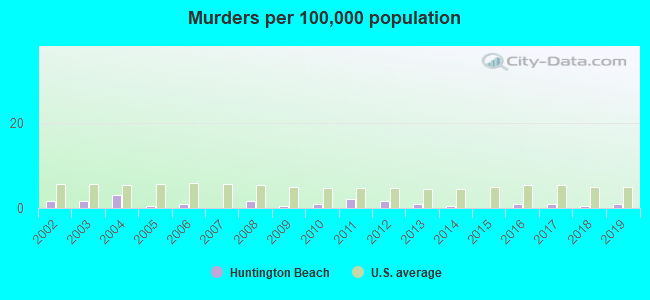 Murders per 100,000 population
City-Data.com
20
0
2002 2003 2004 2005 2006 2007 2008 2009 2010 2011 2012 2013 2014 2015 2016 2017 2018 2019
Huntington Beach U.S. average